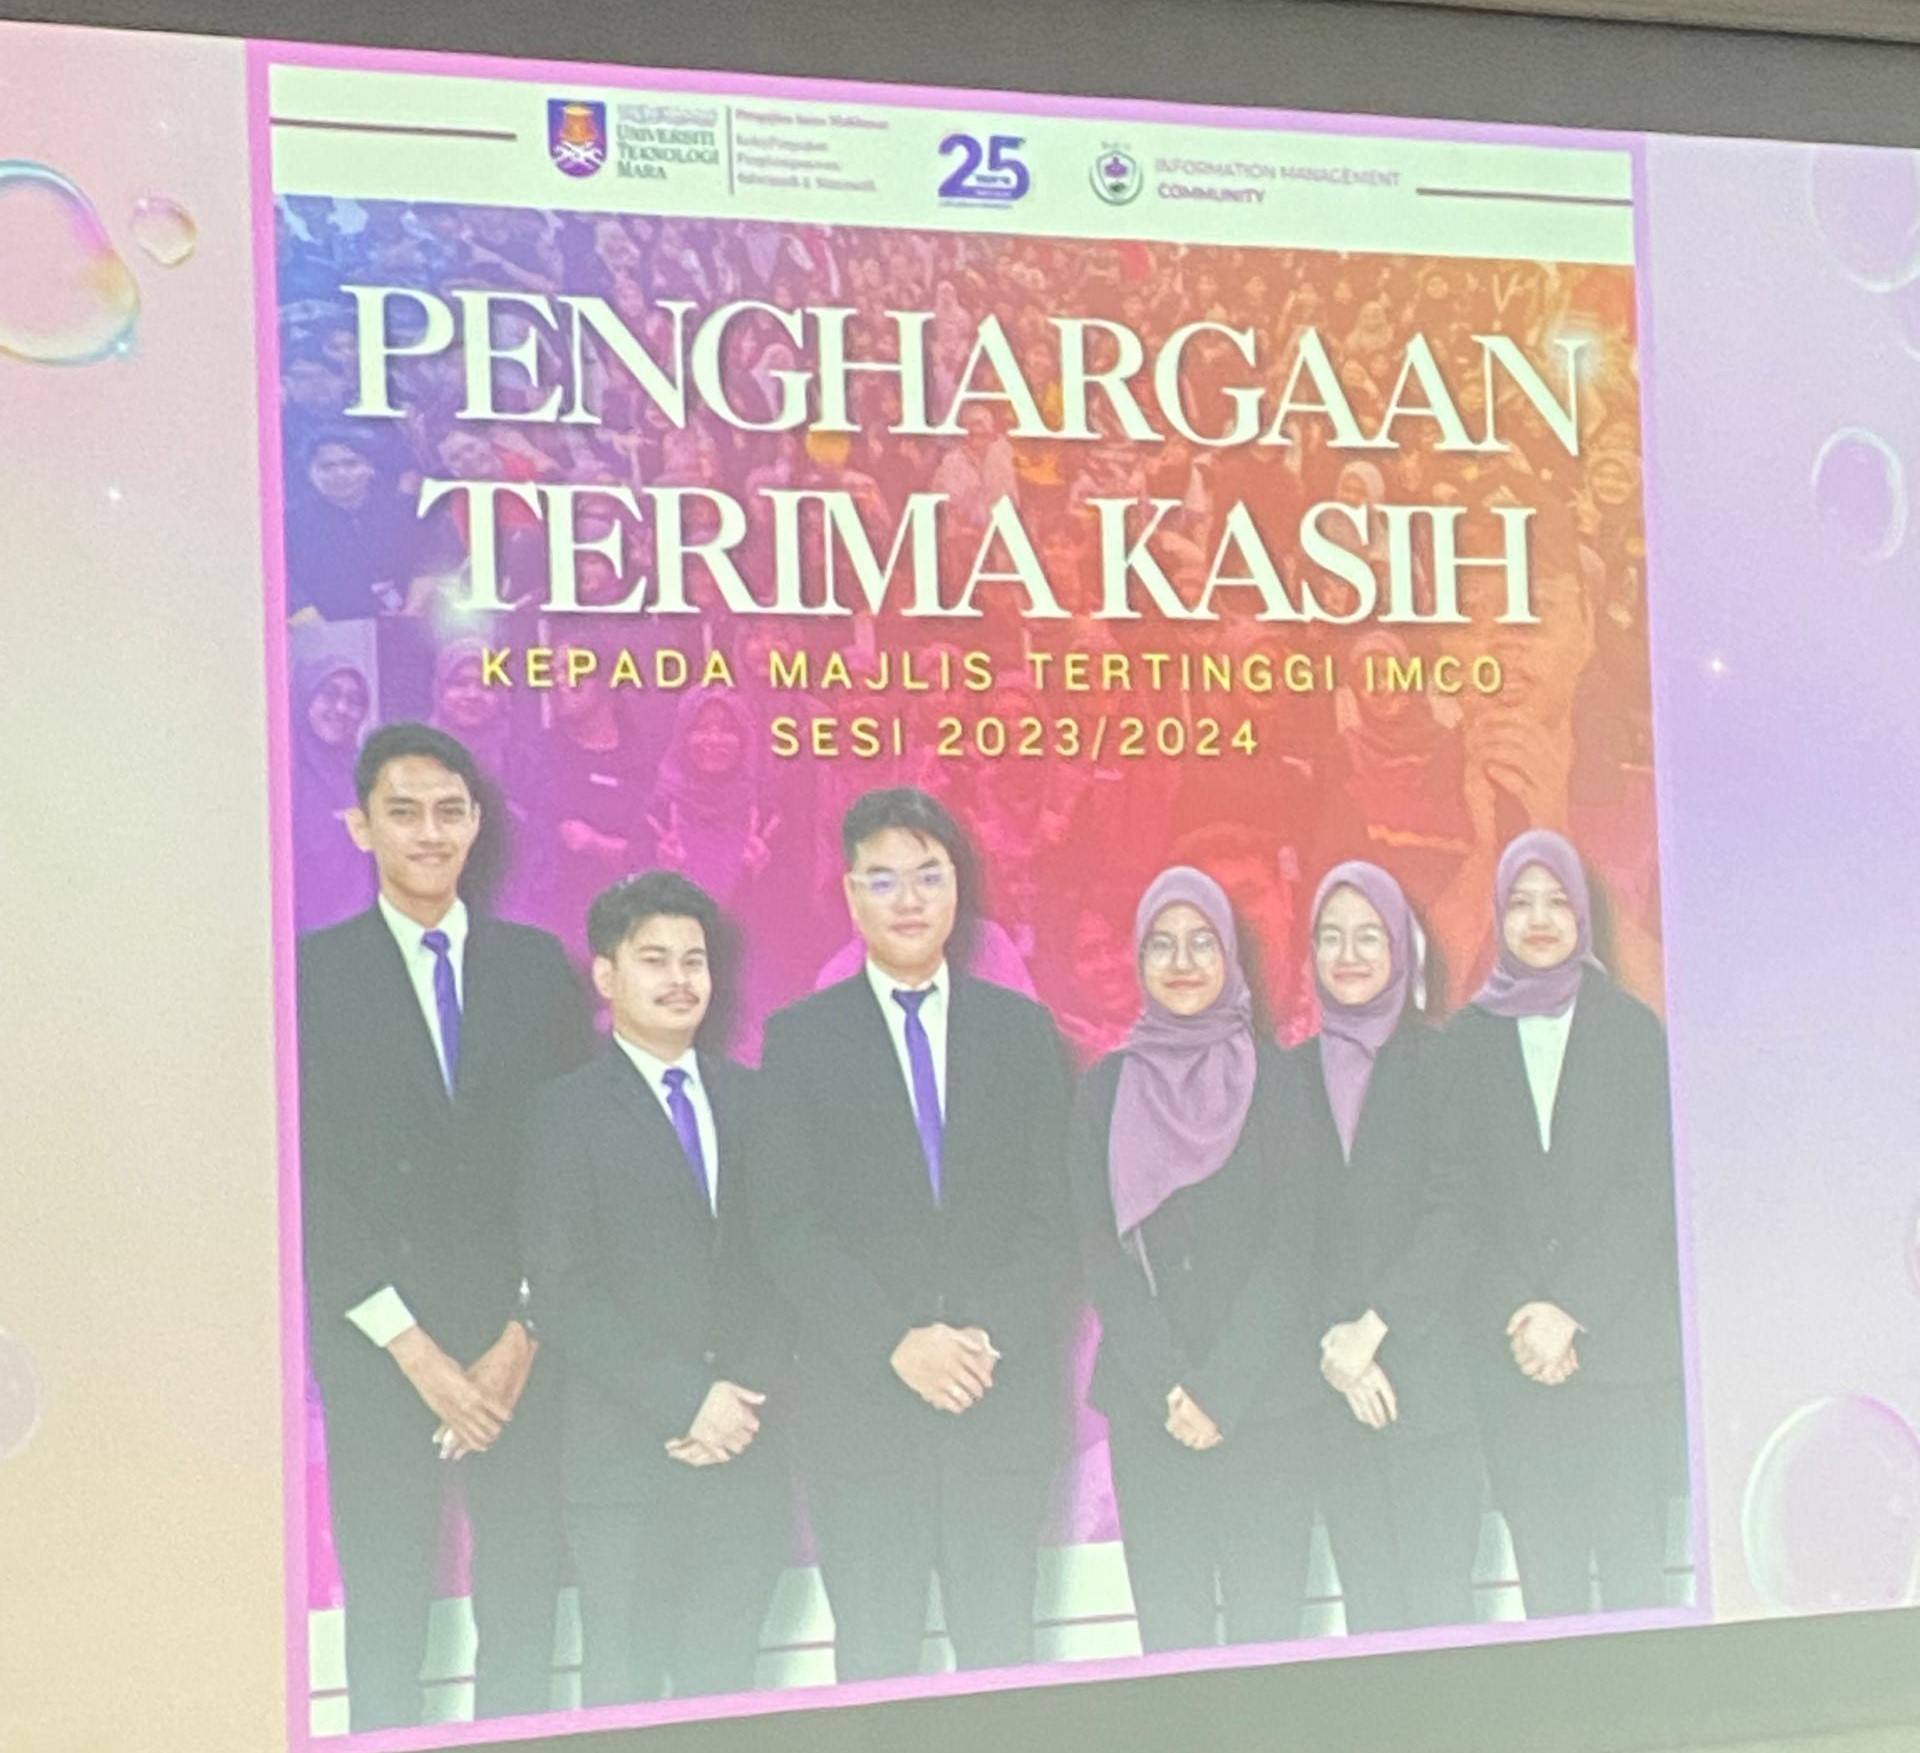 UNIVERSITI
TEKNOLOGI
MARA
25
INFORMATION MANAGEMENT
COMMUNITY
PENGHARGAAN
TERIMA KASIH
KEPADA MAJLIS TERTINGGI IMCO
SESI 2023/2024